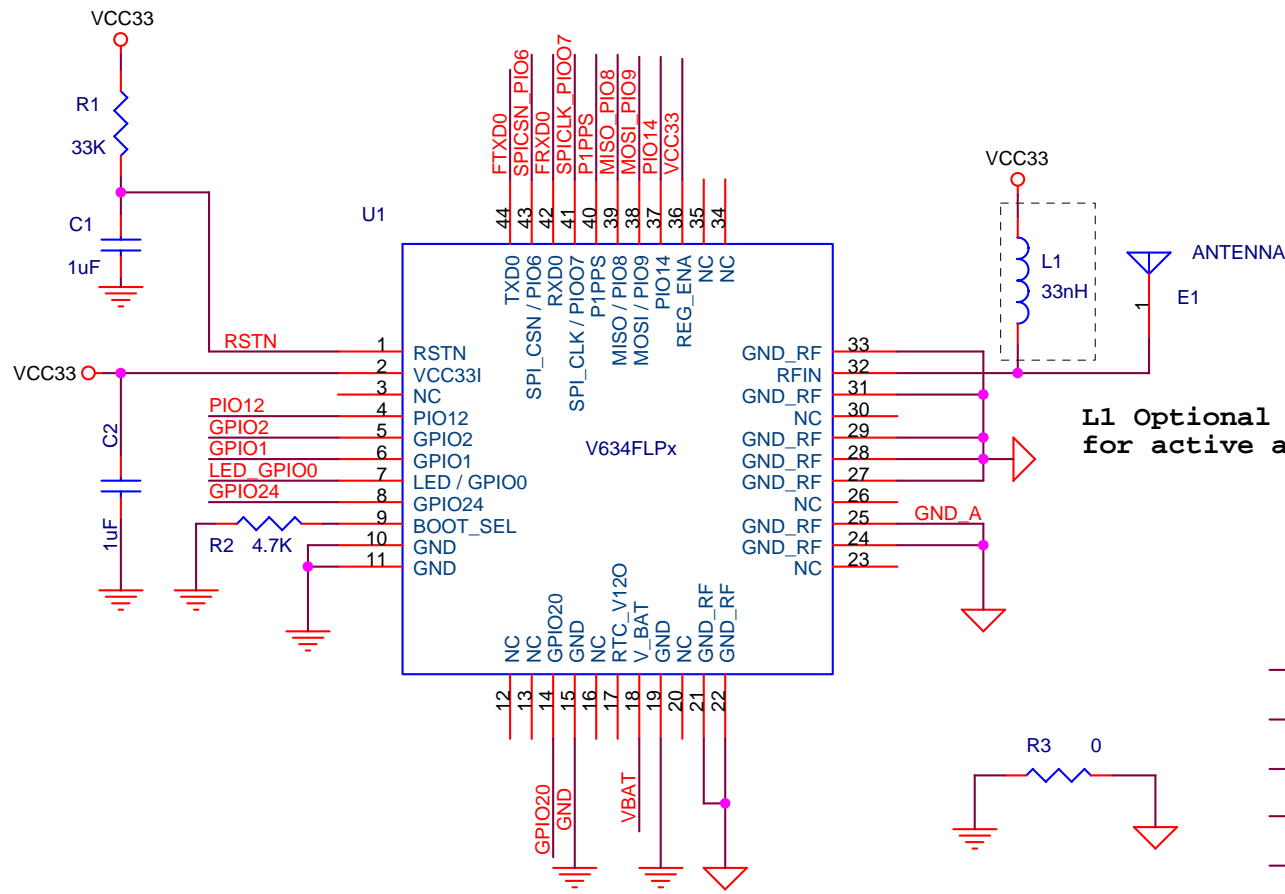 VCC33
R1
33K
C1
1uF
RSTN
VCC33
C2
1uF
PIO12
GPIO2
GPIO1
LED_GPIO0
GPIO24
R2 4.7K
U1
V634FLPx
FTXD0
SPICSN_PIO6
FRXD0
SPICLK_PIOO7
P1PPS
MISO_PIO8
MOSI_PIO9
PIO14
VCC33
44 TXD0
43 SPI_CSN / PIO6
42 RXD0
41 SPI_CLK / PIOO7
40 P1PPS
39 MISO / PIO8
38 MOSI / PIO9
37 PIO14
36 REG_ENA
35 NC
34 NC
1 RSTN
2 VCC33I
3 NC
4 PIO12
5 GPIO2
6 GPIO1
7 LED / GPIO0
8 GPIO24
9 BOOT_SEL
10 GND
11 GND
GND_RF 33
RFIN 32
GND_RF 31
NC 30
GND_RF 29
GND_RF 28
GND_RF 27
NC 26
GND_RF 25
GND_RF 24
NC 23
GND_A
NC 12
NC 13
GPIO20 14
GND 15
NC 16
RTC_V12O 17
V_BAT 18
GND 19
NC 20
GND_RF 21
GND_RF 22
GPIO20
GND
VBAT
VCC33
L1
33nH
ANTENNA
1
E1
L1 Optional
for active a
R3 0